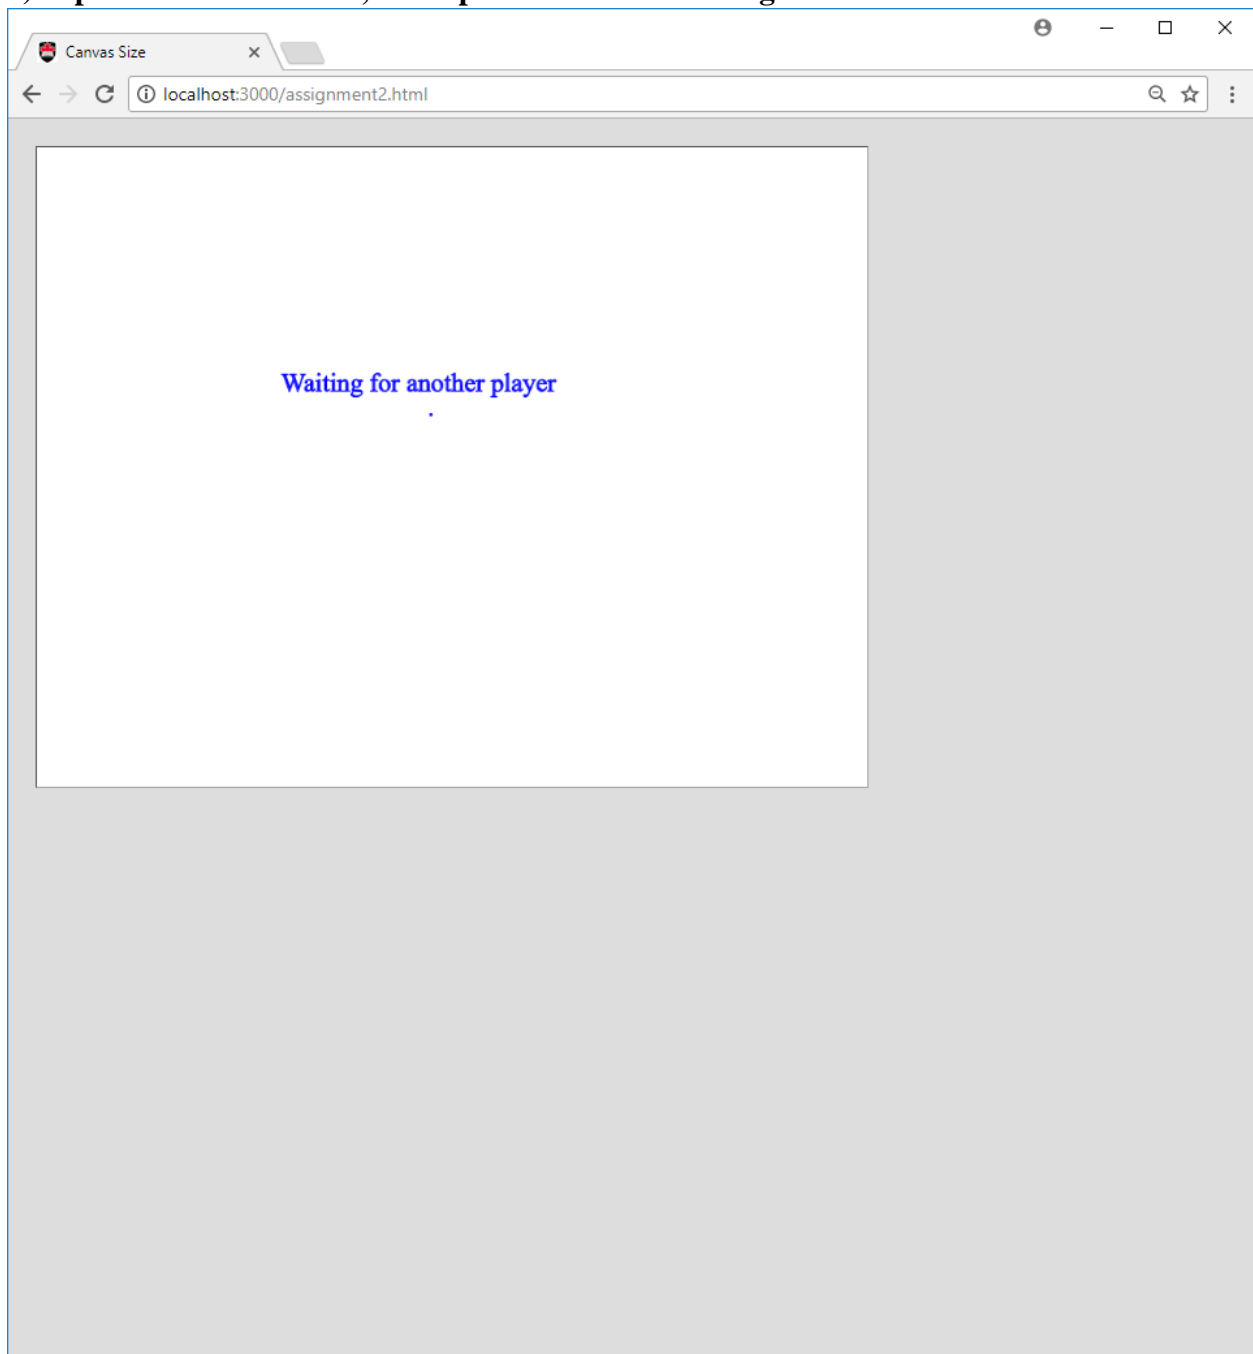 Canvas Size
localhost:3000/assignment2.html
Waiting for another player
.